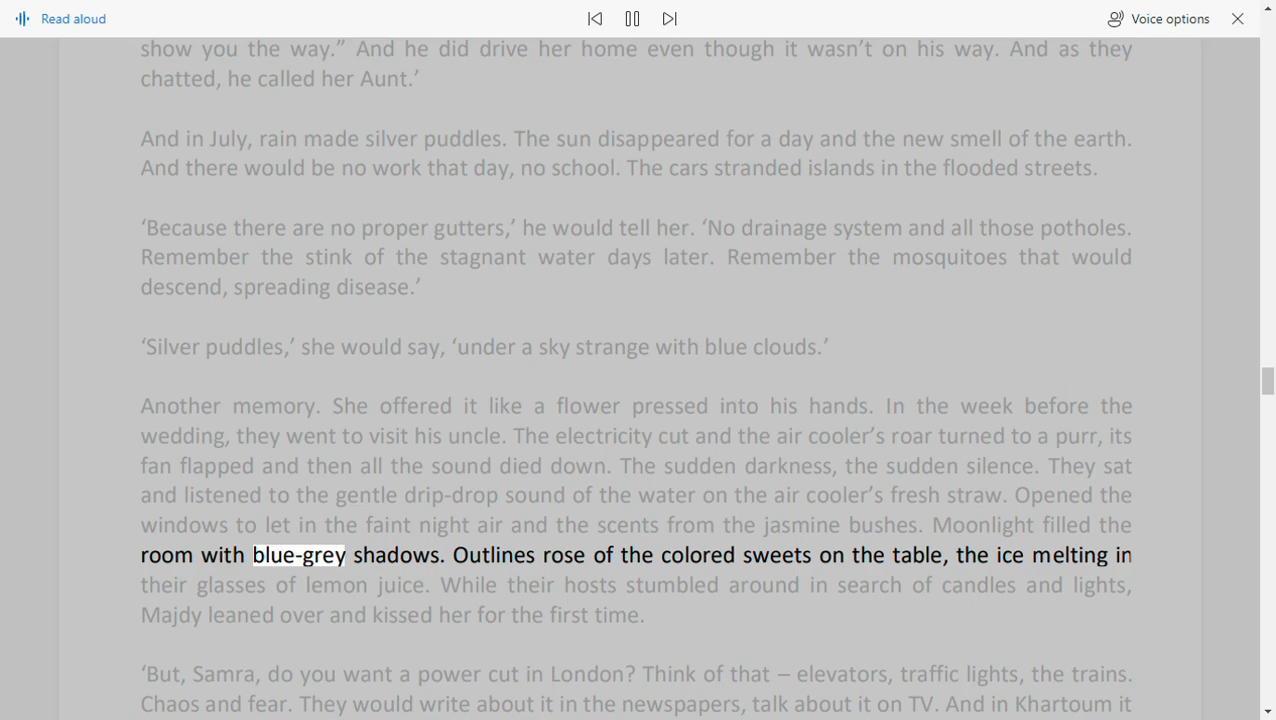 Read aloud
Voice options
show you the way.” And he did drive her home even though it wasn’t on his way. And as they
chatted, he called her Aunt.’
And in July, rain made silver puddles. The sun disappeared for a day and the new smell of the earth.
And there would be no work that day, no school. The cars stranded islands in the flooded streets.
‘Because there are no proper gutters,’ he would tell her. ‘No drainage system and all those potholes.
Remember the stink of the stagnant water days later. Remember the mosquitoes that would
descend, spreading disease.’
‘Silver puddles,’ she would say, ‘under a sky strange with blue clouds.’
Another memory. She offered it like a flower pressed into his hands. In the week before the
wedding, they went to visit his uncle. The electricity cut and the air cooler’s roar turned to a purr, its
fan flapped and then all the sound died down. The sudden darkness, the sudden silence. They sat
and listened to the gentle drip-drop sound of the water on the air cooler’s fresh straw. Opened the
windows to let in the faint night air and the scents from the jasmine bushes. Moonlight filled the
room with blue-grey shadows. Outlines rose of the colored sweets on the table, the ice melting in
their glasses of lemon juice. While their hosts stumbled around in search of candles and lights,
Majdy leaned over and kissed her for the first time.
‘But, Samra, do you want a power cut in London? Think of that – elevators, traffic lights, the trains.
Chaos and fear. They would write about it in the newspapers, talk about it on TV. And in Khartoum it